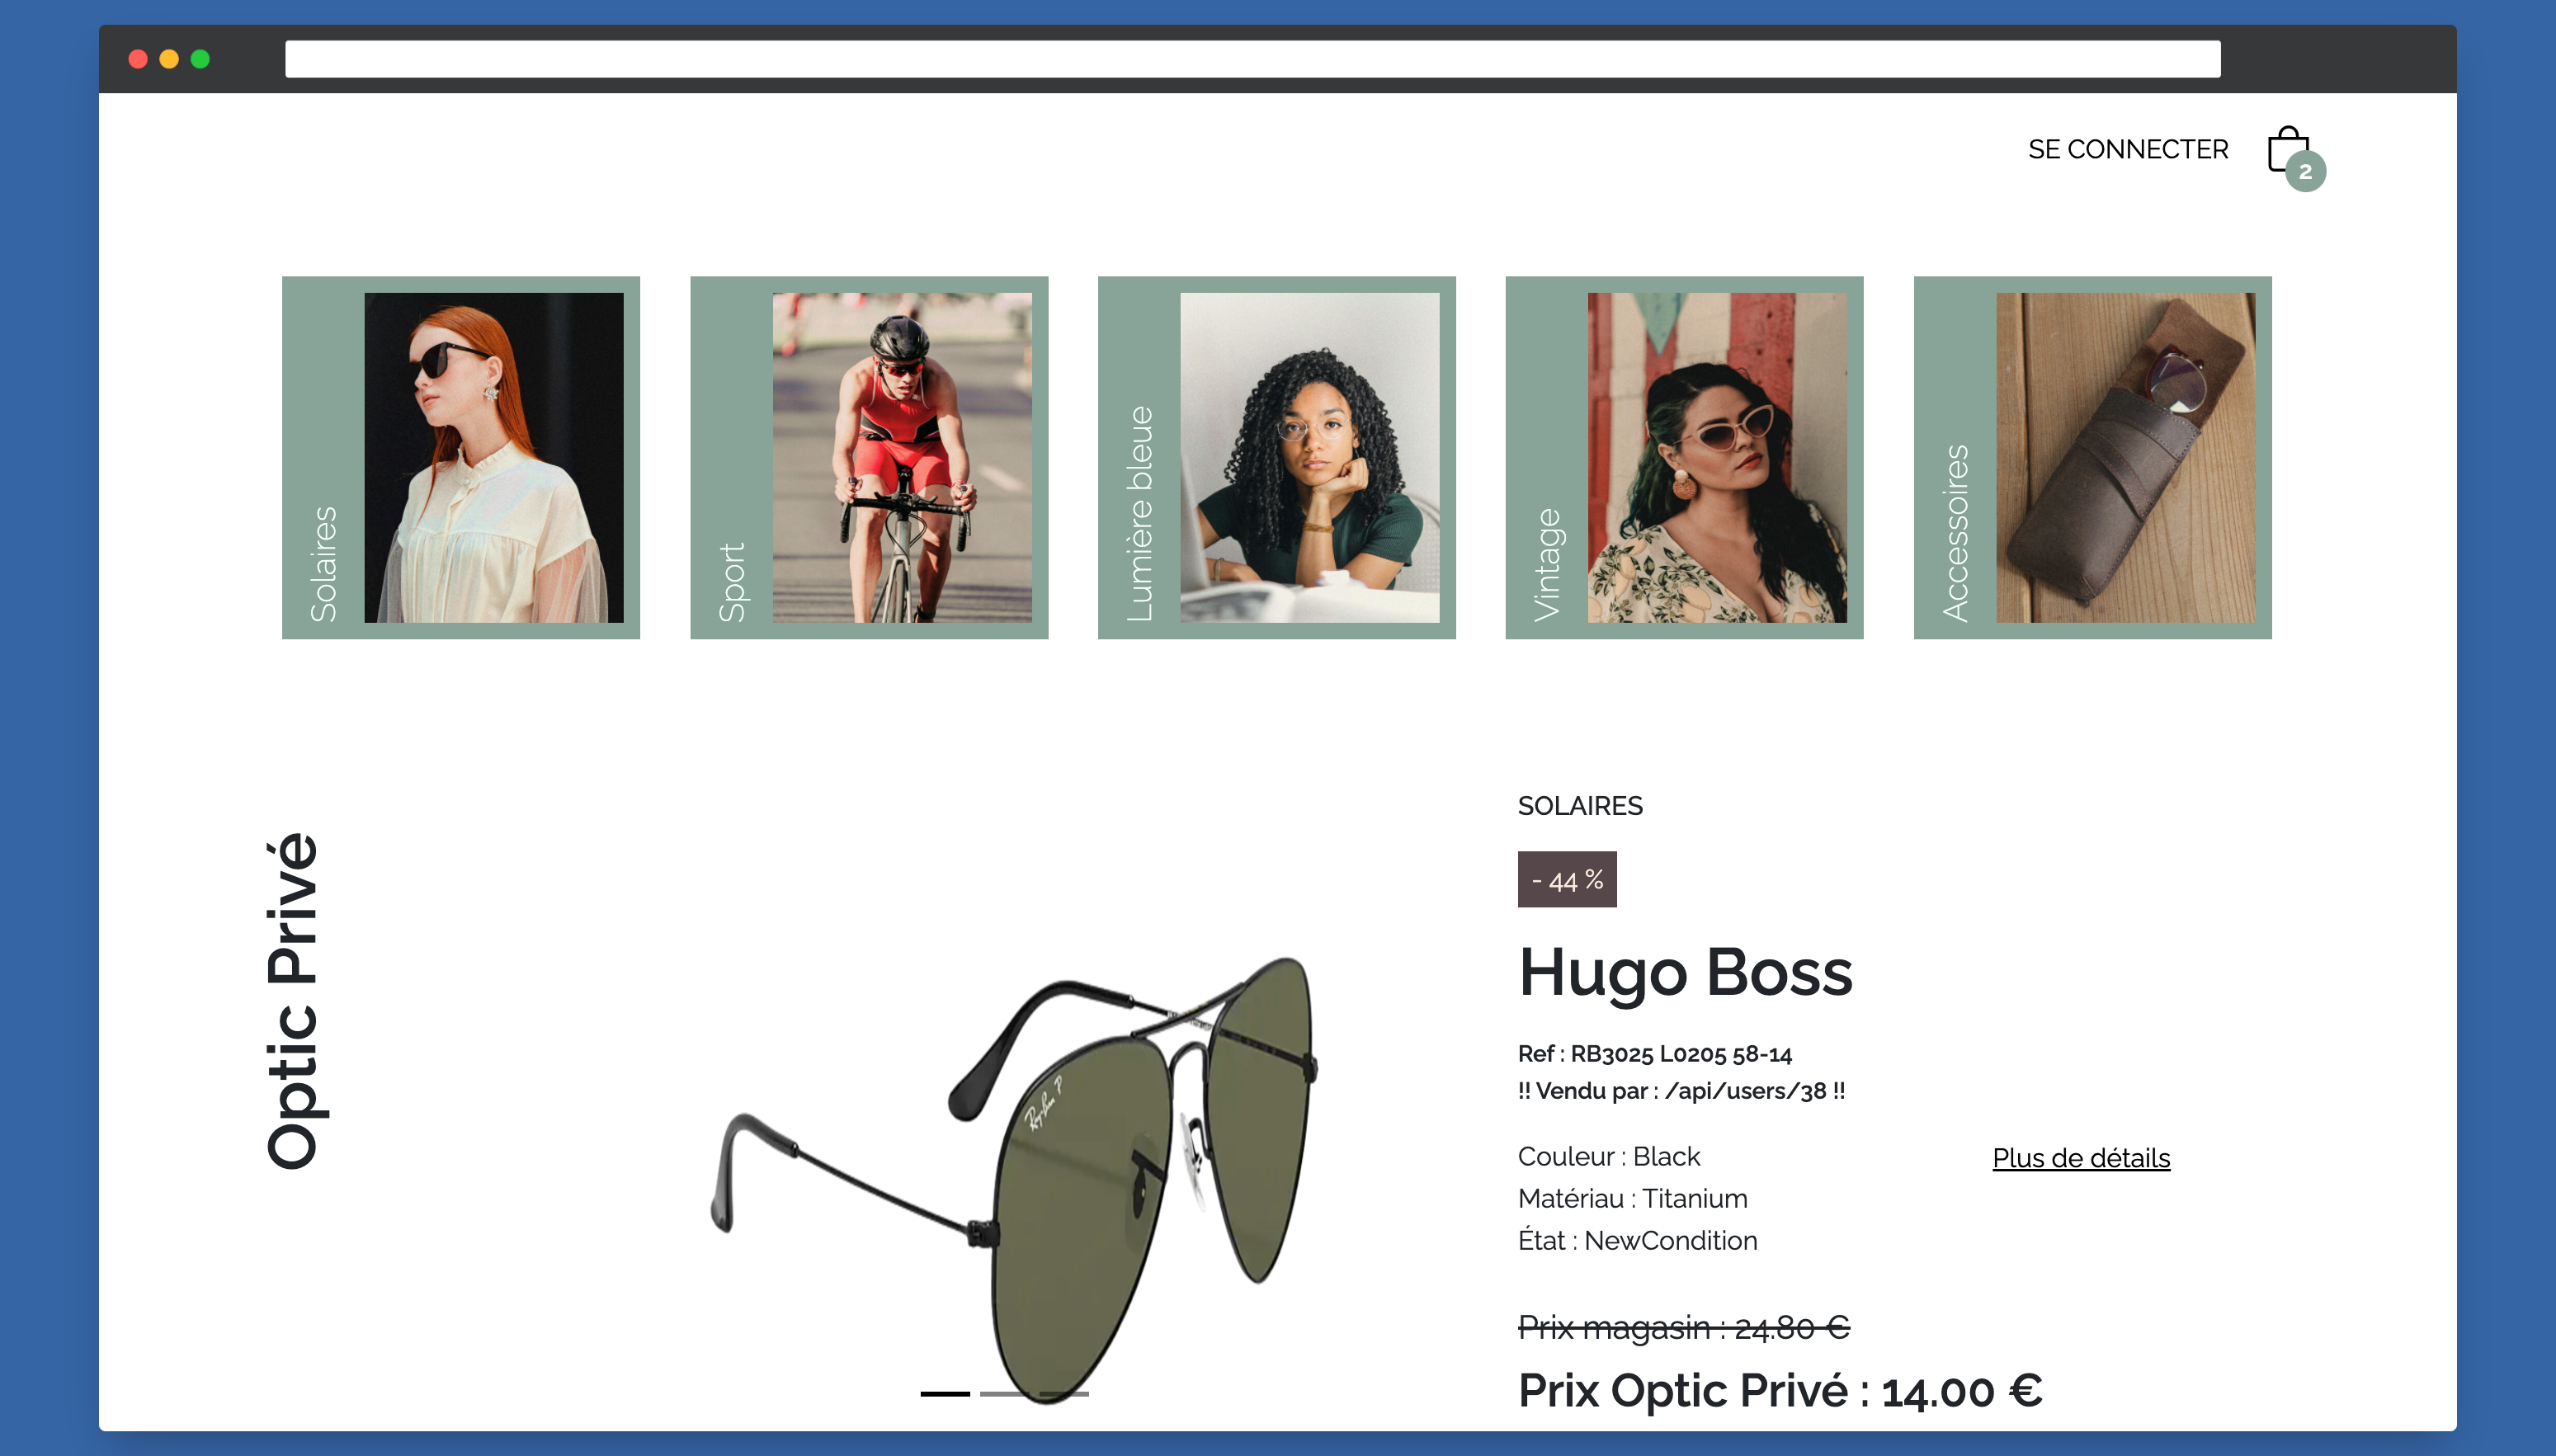 SE CONNECTER
2
Solaires
Sport
Lumière bleue
Vintage
Accessoires
Optic Privé
Ray-Ban P
SOLAIRES
- 44 %
Hugo Boss
Ref : RB3025 L0205 58-14
!! Vendu par : /api/users/38 !!
Couleur : Black
Plus de détails
Matériau : Titanium
État : NewCondition
Prix magasin : 24.80 €
Prix Optic Privé : 14.00 €